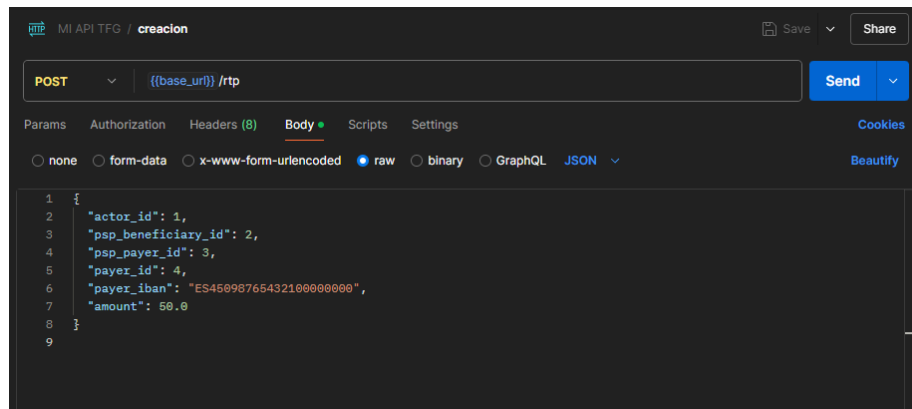 HTTP MI API TFG / creacion Save Share
POST {{base_url}} /rtp Send
Params Authorization Headers (8) Body Scripts Settings Cookies
none form-data x-www-form-urlencoded raw binary GraphQL JSON Beautify
1 {
2 "actor_id": 1,
3 "psp_beneficiary_id": 2,
4 "psp_payer_id": 3,
5 "payer_id": 4,
6 "payer_iban": "ES45098765432100000000",
7 "amount": 50.0
8 }
9